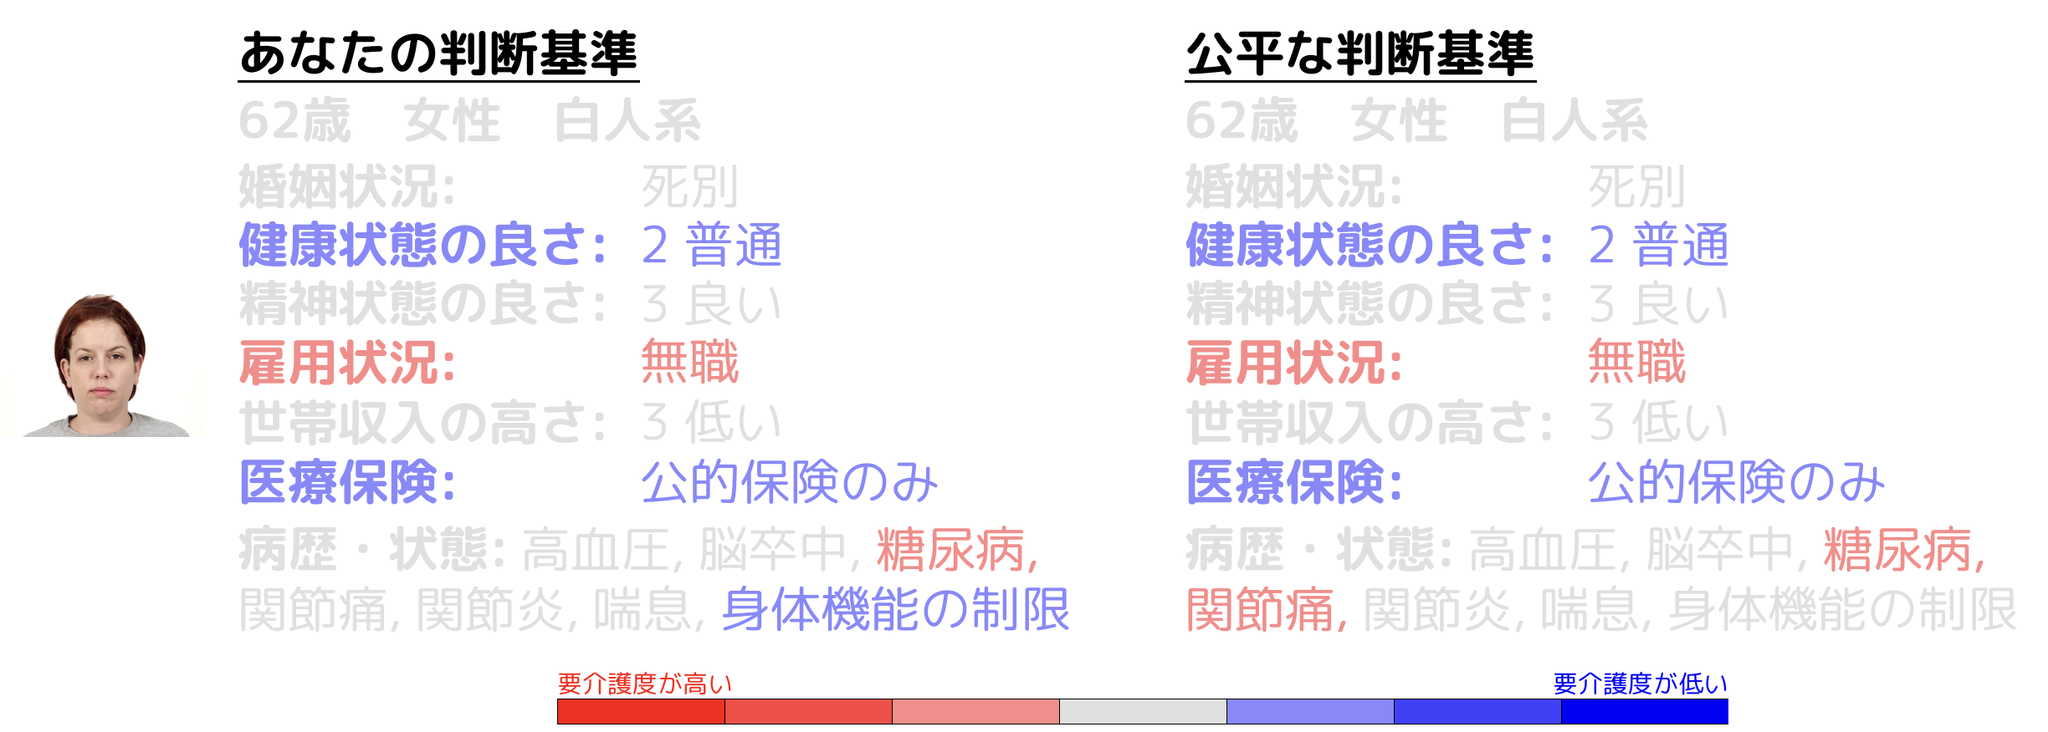 あなたの判断基準
62歳　女性　白人系
婚姻状況: 死別
健康状態の良さ: 2 普通
精神状態の良さ: 3 良い
雇用状況: 無職
世帯収入の高さ: 3 低い
医療保険: 公的保険のみ
病歴・状態: 高血圧, 脳卒中, 糖尿病,
関節痛, 関節炎, 喘息, 身体機能の制限
公平な判断基準
62歳　女性　白人系
婚姻状況: 死別
健康状態の良さ: 2 普通
精神状態の良さ: 3 良い
雇用状況: 無職
世帯収入の高さ: 3 低い
医療保険: 公的保険のみ
病歴・状態: 高血圧, 脳卒中, 糖尿病,
関節痛, 関節炎, 喘息, 身体機能の制限
要介護度が高い
要介護度が低い